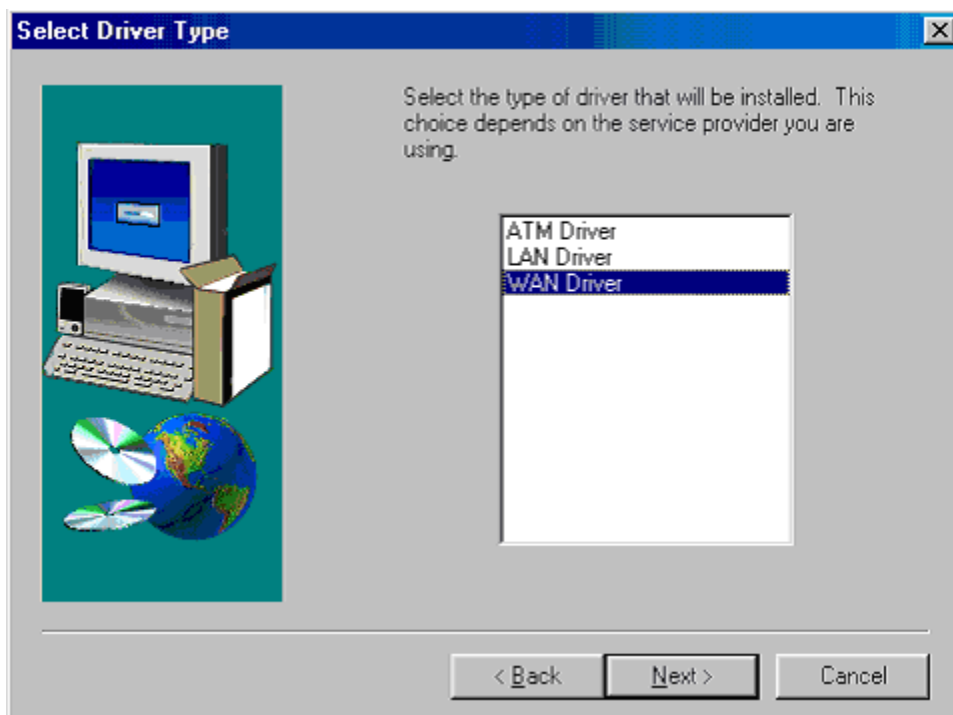 Select Driver Type
Select the type of driver that will be installed.  This
choice depends on the service provider you are
using.
ATM Driver
LAN Driver
WAN Driver
< Back
Next >
Cancel